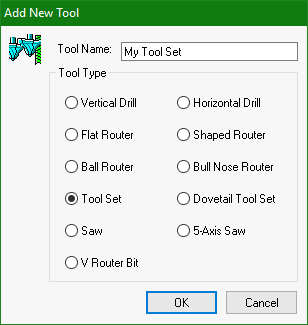 Add New Tool
Tool Name: My Tool Set
Tool Type
Vertical Drill Horizontal Drill
Flat Router Shaped Router
Ball Router Bull Nose Router
Tool Set Dovetail Tool Set
Saw 5-Axis Saw
V Router Bit
OK Cancel